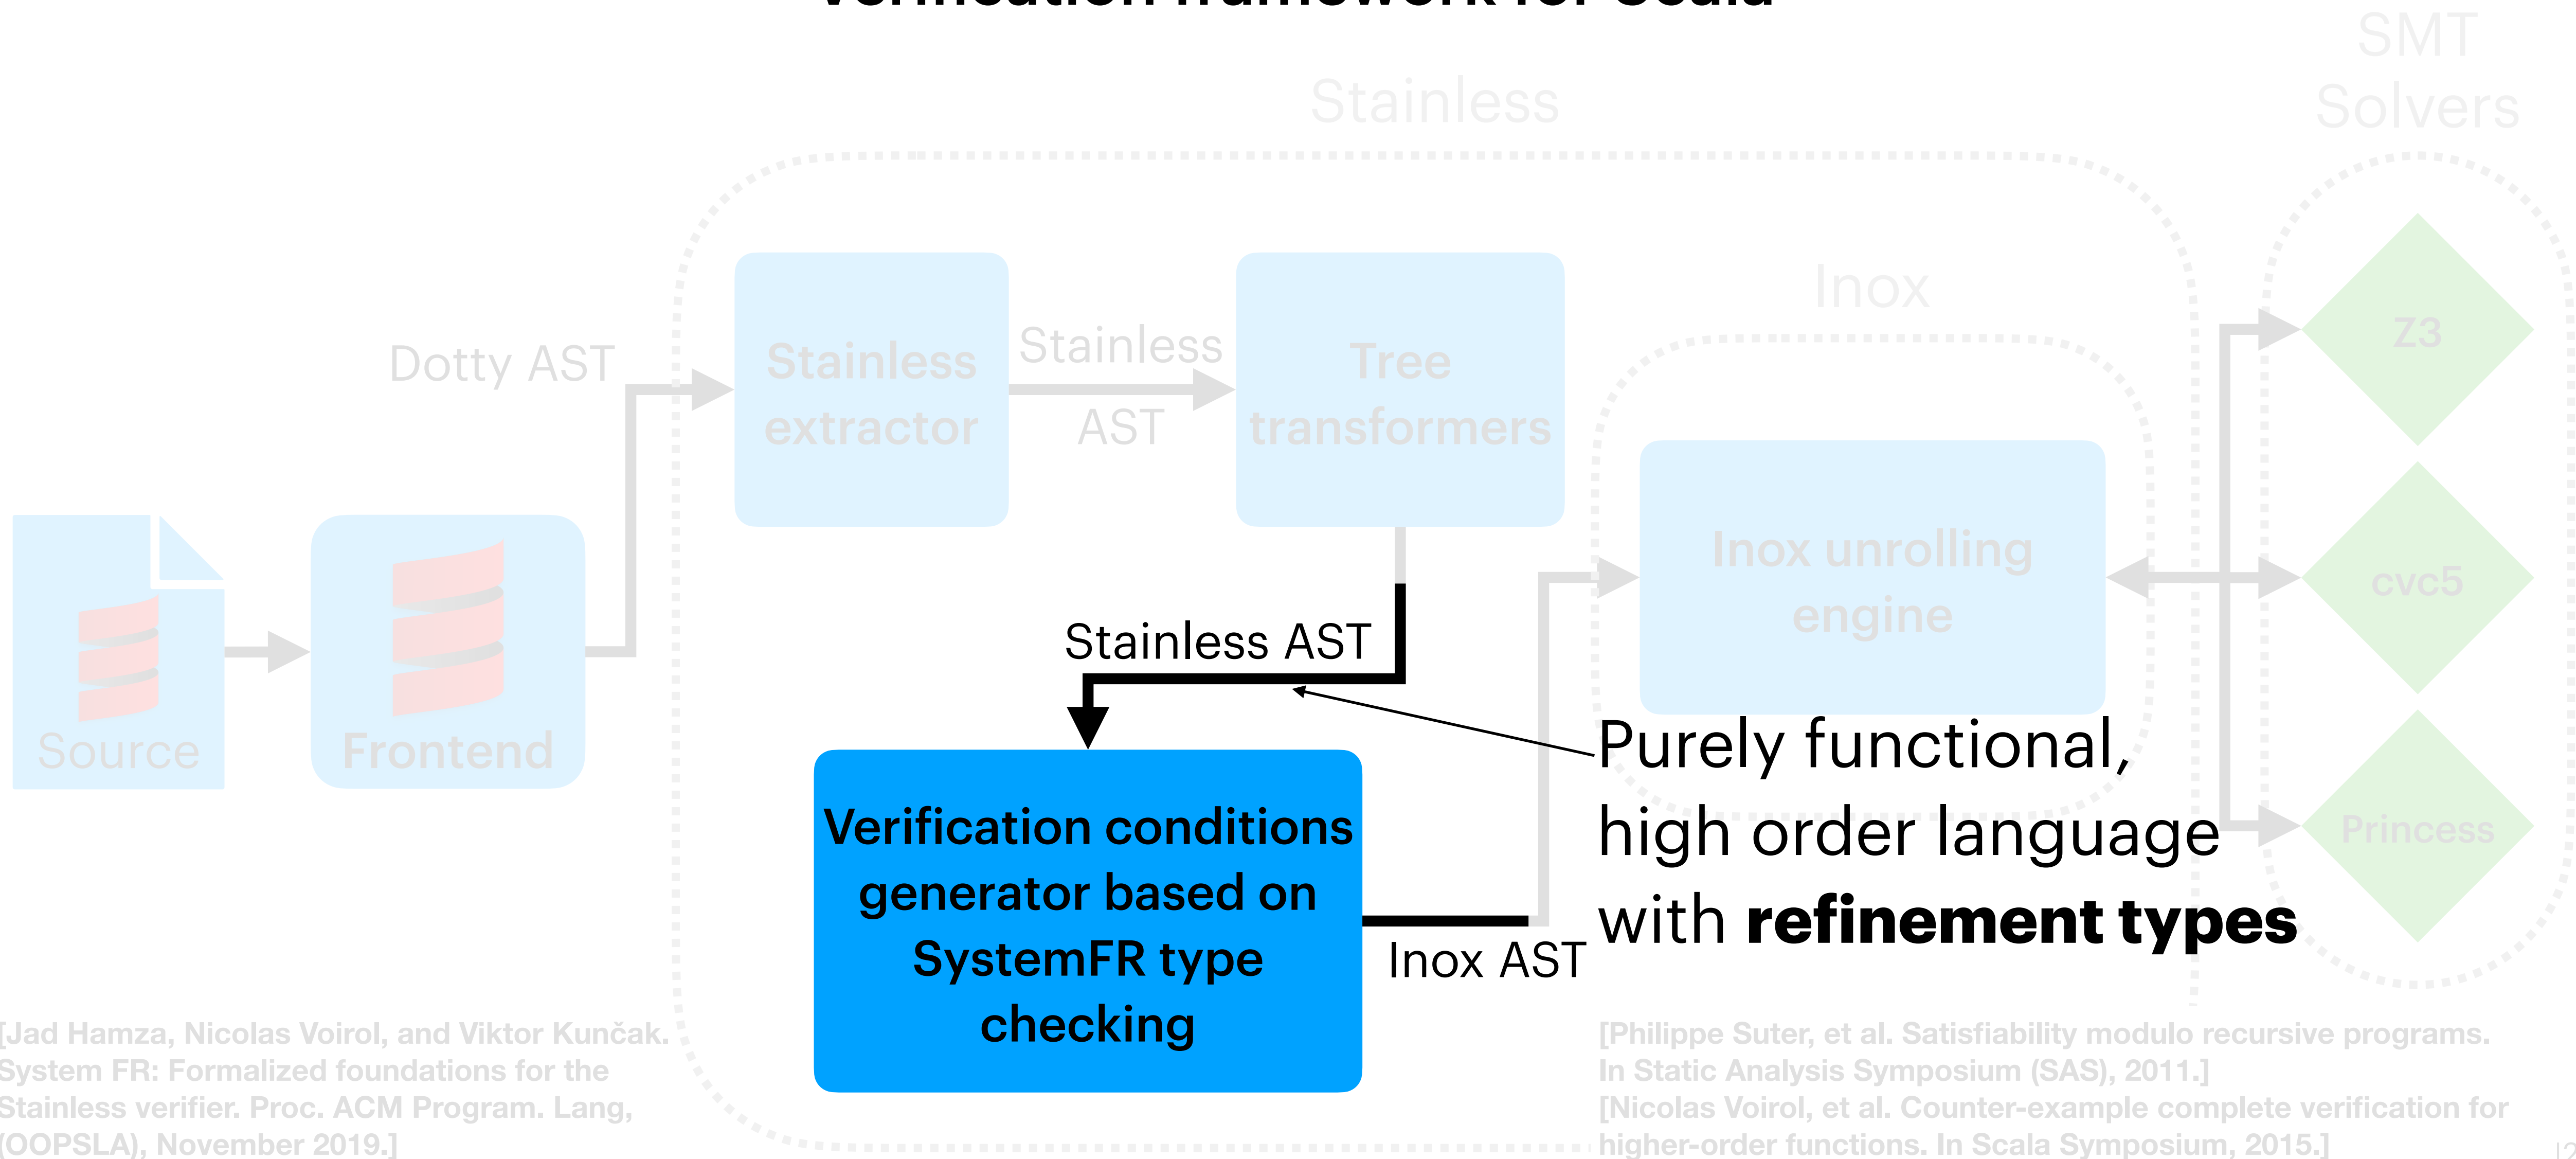 Verification framework for Scala
SMT
Solvers
Stainless
Inox
Dotty AST
Stainless
extractor
Stainless
AST
Tree
transformers
Z3
Inox unrolling
engine
cvc5
Source
Frontend
Stainless AST
Purely functional,
high order language
with refinement types
Princess
Verification conditions
generator based on
SystemFR type
checking
Inox AST
[Jad Hamza, Nicolas Voirol, and Viktor Kunčak.
System FR: Formalized foundations for the
Stainless verifier. Proc. ACM Program. Lang,
(OOPSLA), November 2019.]
[Philippe Suter, et al. Satisfiability modulo recursive programs.
In Static Analysis Symposium (SAS), 2011.]
[Nicolas Voirol, et al. Counter-example complete verification for
higher-order functions. In Scala Symposium, 2015.]